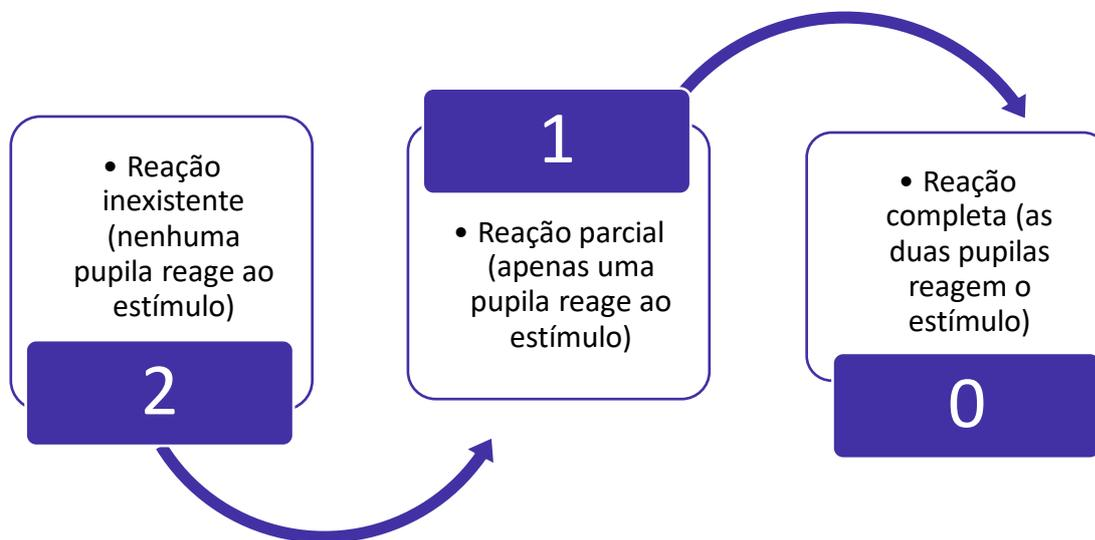 • Reação
inexistente
(nenhuma
pupila reage ao
estímulo)
2
1
• Reação parcial
(apenas uma
pupila reage ao
estímulo)
• Reação
completa (as
duas pupilas
reagem o
estímulo)
0